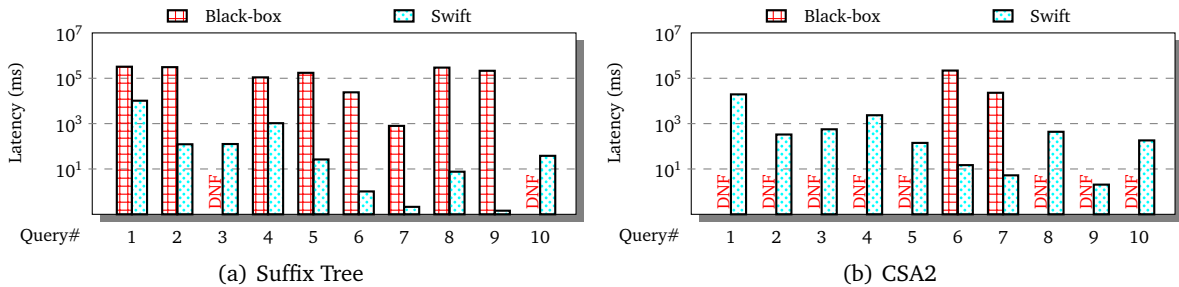 Black-box Swift
10^7
10^5
10^3
10^1
Latency (ms)
DNF
DNF
Query# 1 2 3 4 5 6 7 8 9 10
(a) Suffix Tree
Black-box Swift
10^7
10^5
10^3
10^1
Latency (ms)
DNF
DNF
DNF
DNF
DNF
DNF
DNF
DNF
Query# 1 2 3 4 5 6 7 8 9 10
(b) CSA2